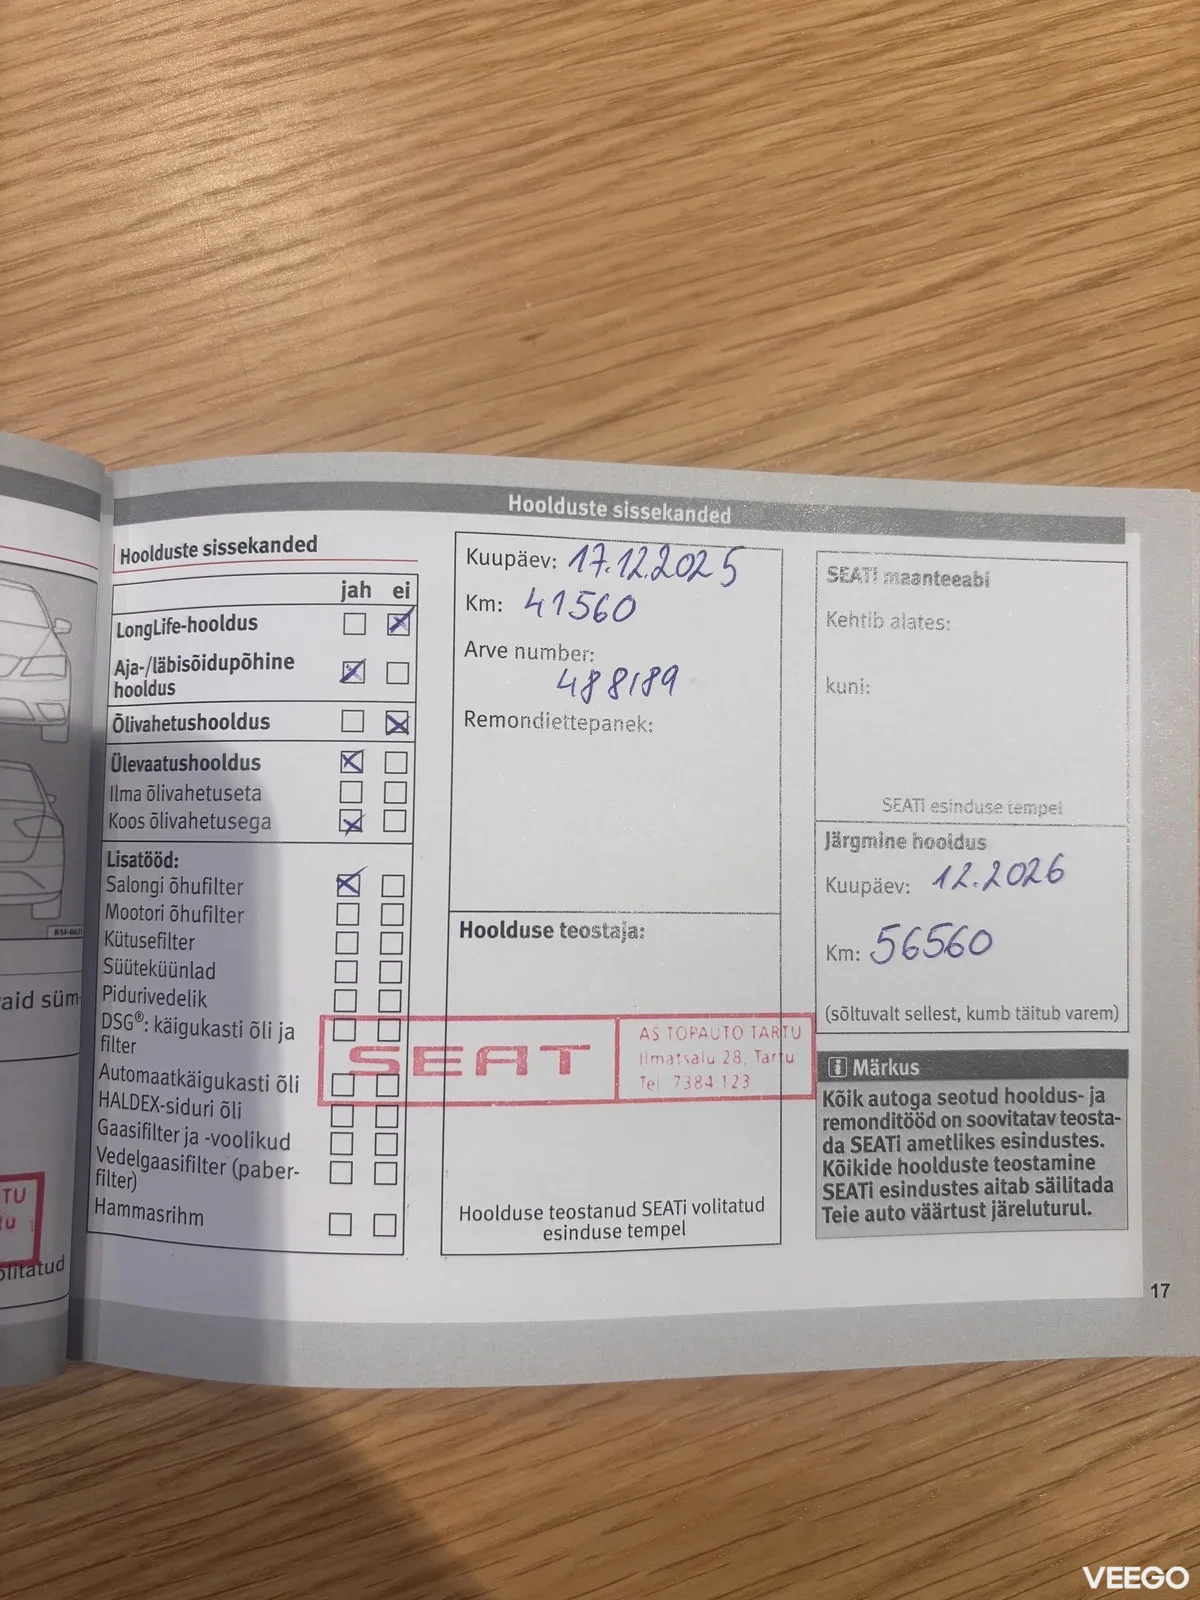 Hoolduste sissekanded
Hoolduste sissekanded
jah ei
LongLife-hooldus
Aja-/läbisõidupõhine
hooldus
Õlivahetushooldus
Ülevaatushooldus
Ilma õlivahetuseta
Koos õlivahetusega
Lisatööd:
Salongi õhufilter
Mootori õhufilter
Kütusefilter
Süüteküünlad
Pidurivedelik
DSG®: käigukasti õli ja
filter
Automaatkäigukasti õli
HALDEX-siduri õli
Gaasifilter ja -voolikud
Vedelgaasifilter (paber-
filter)
Hammasrihm
Kuupäev: 17.12.2025
Km: 41560
Arve number:
488189
Remondiettepanek:
Hoolduse teostaja:
SEAT
AS TOPAUTO TARTU
Ilmatsalu 28, Tartu
Tel 7384 123
Hoolduse teostanud SEATi volitatud
esinduse tempel
SEATi maanteeabi
Kehtib alates:
kuni:
SEATi esinduse tempel
Järgmine hooldus
Kuupäev: 12.2026
Km: 56560
(sõltuvalt sellest, kumb täitub varem)
i Märkus
Kõik autoga seotud hooldus- ja
remonditööd on soovitatav teosta-
da SEATi ametlikes esindustes.
Kõikide hoolduste teostamine
SEATi esindustes aitab säilitada
Teie auto väärtust järeluturul.
17
VEEGO